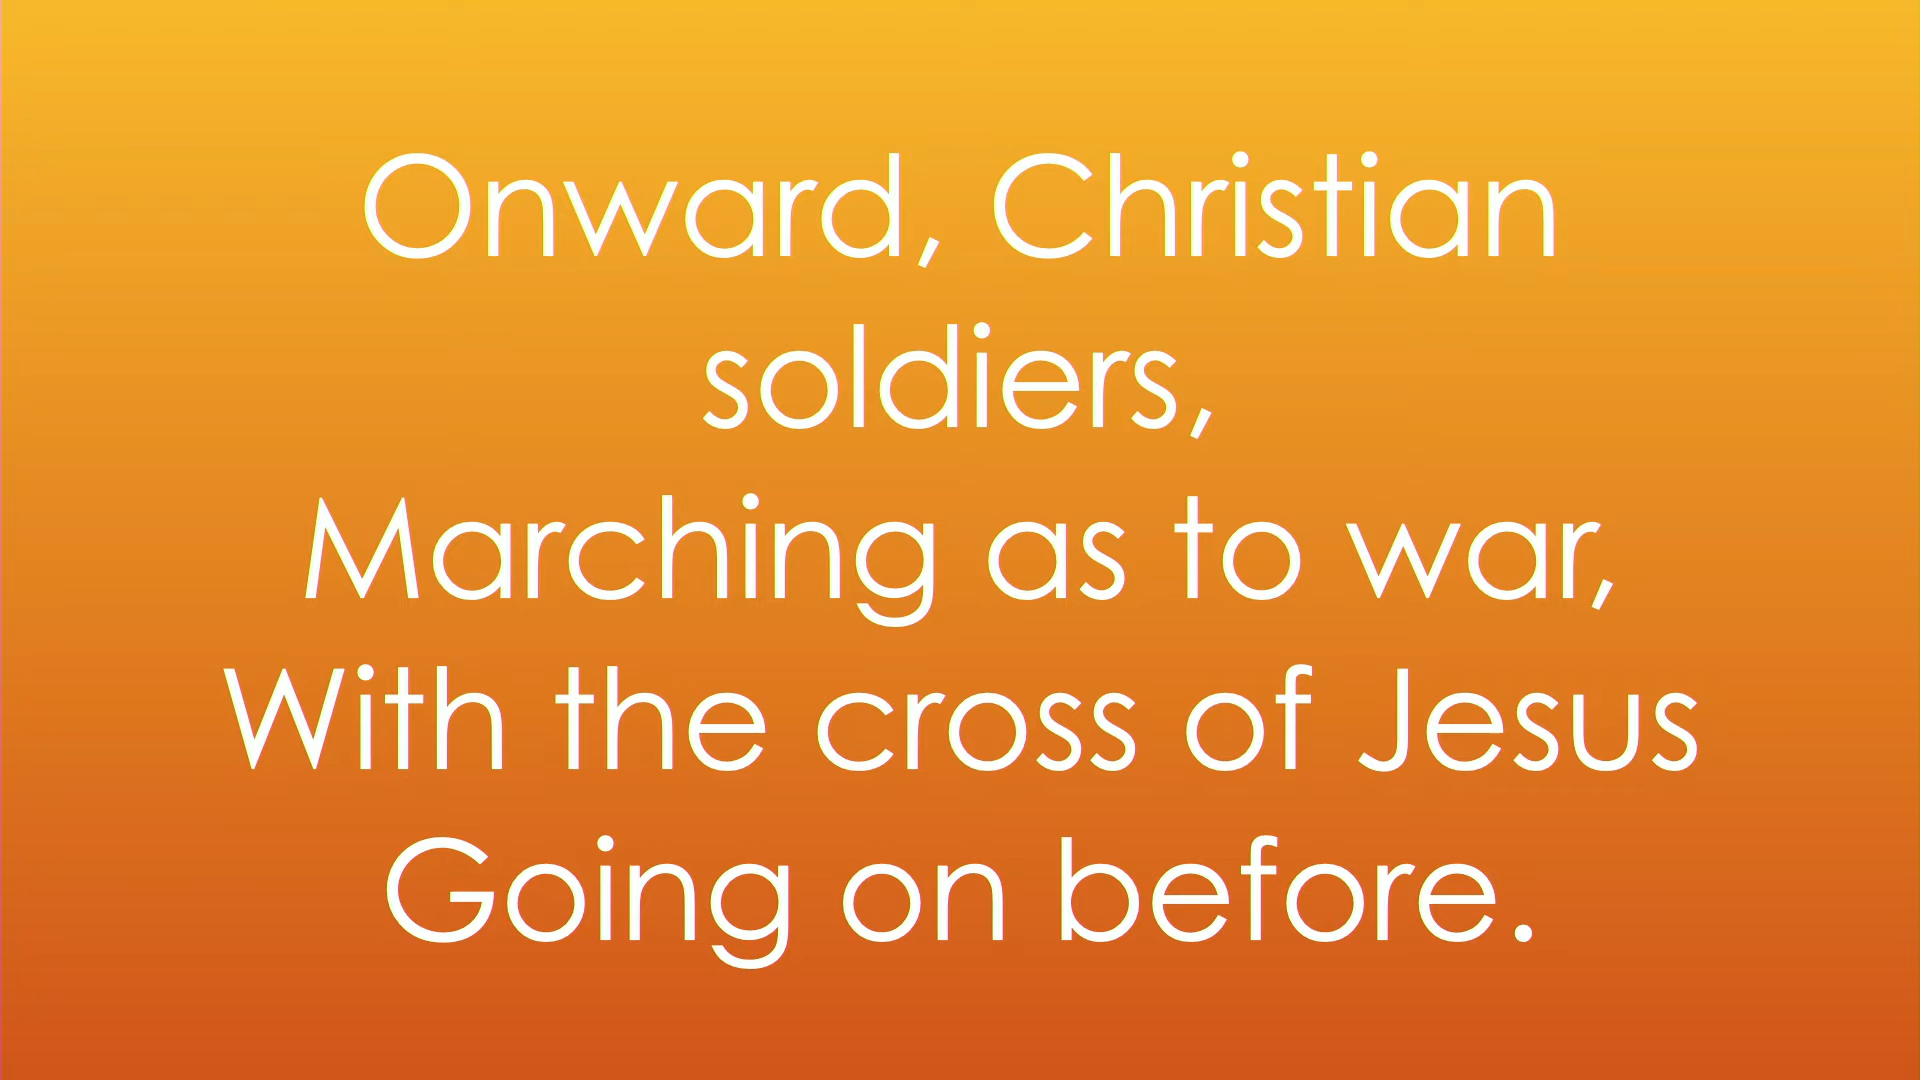 Onward, Christian
soldiers,
Marching as to war,
With the cross of Jesus
Going on before.